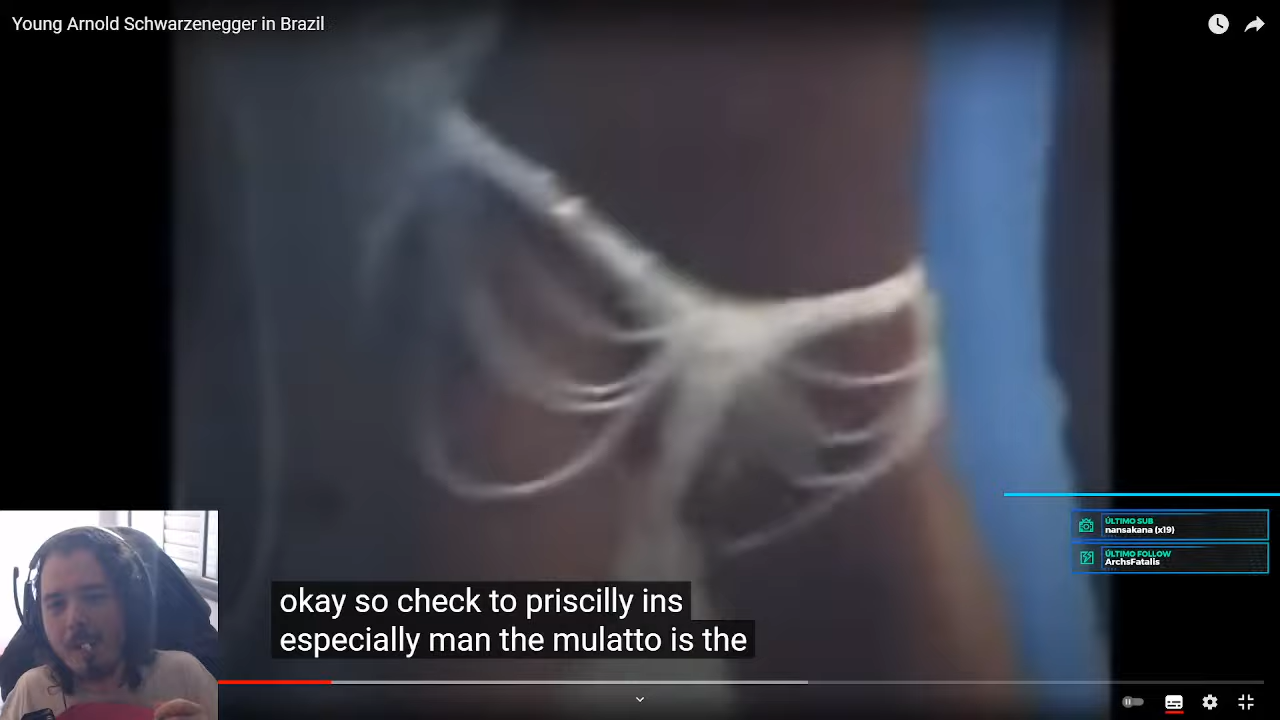 Young Arnold Schwarzenegger in Brazil
ÚLTIMO SUB
nansakana (x19)
ÚLTIMO FOLLOW
ArchsFatalis
okay so check to priscilly ins
especially man the mulatto is the